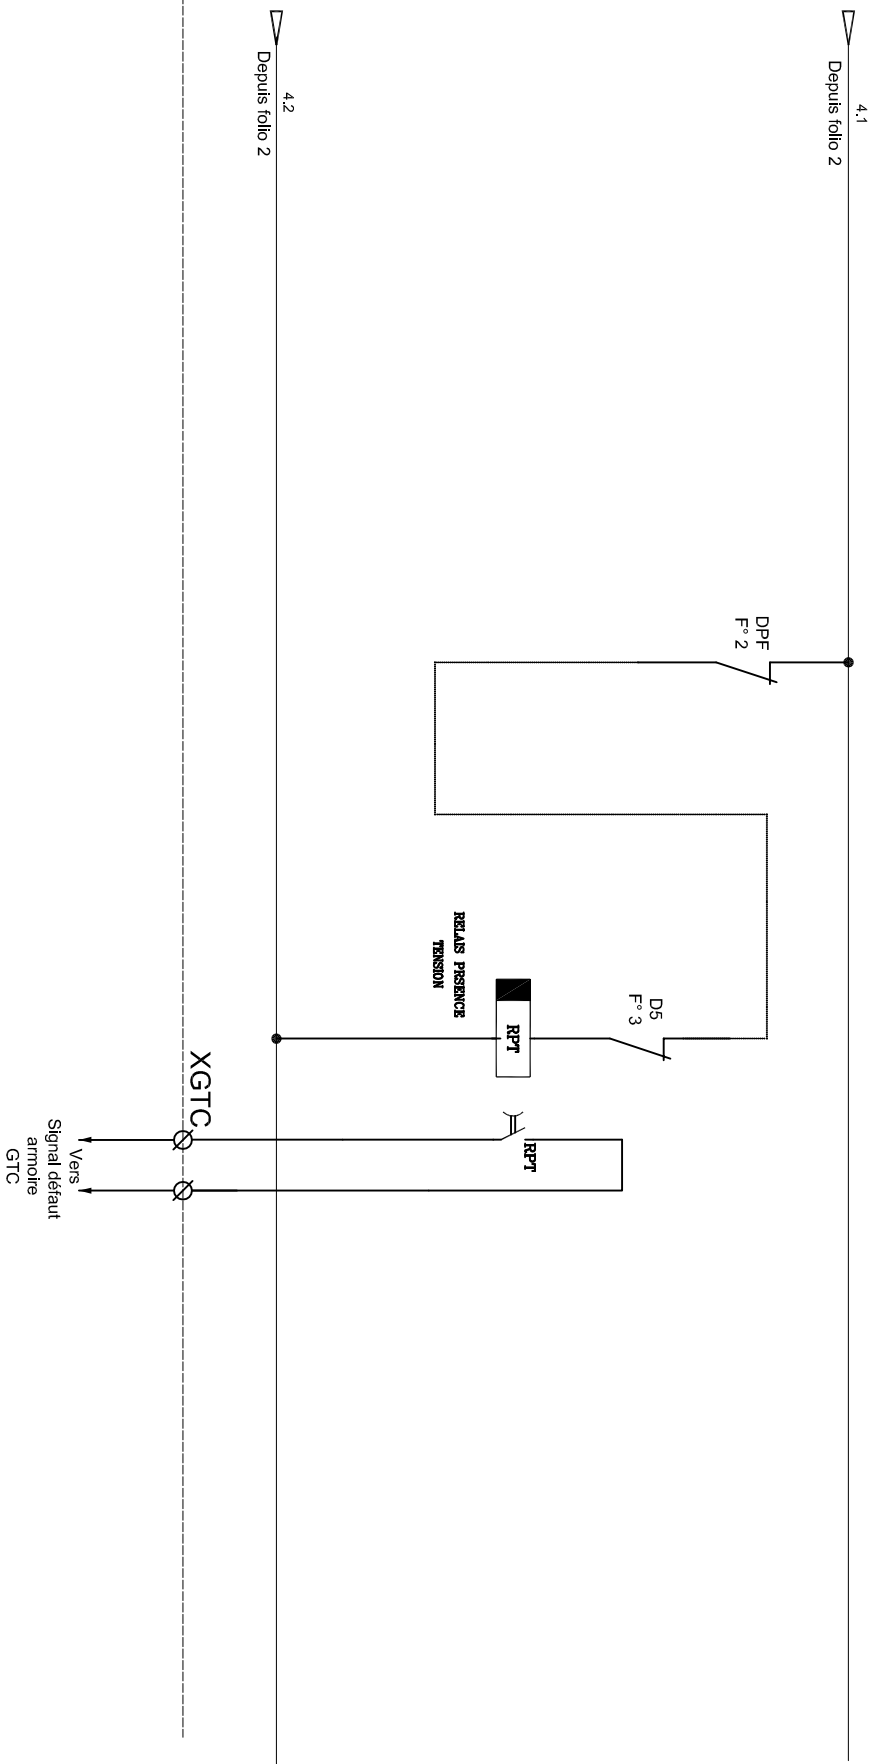 4.1
Depuis folio 2
4.2
Depuis folio 2
DPF
F° 2
D5
F° 3
RPT
RELAIS PRSENCE
TENSION
RPT
XGTC
Vers
Signal défaut
armoire
GTC